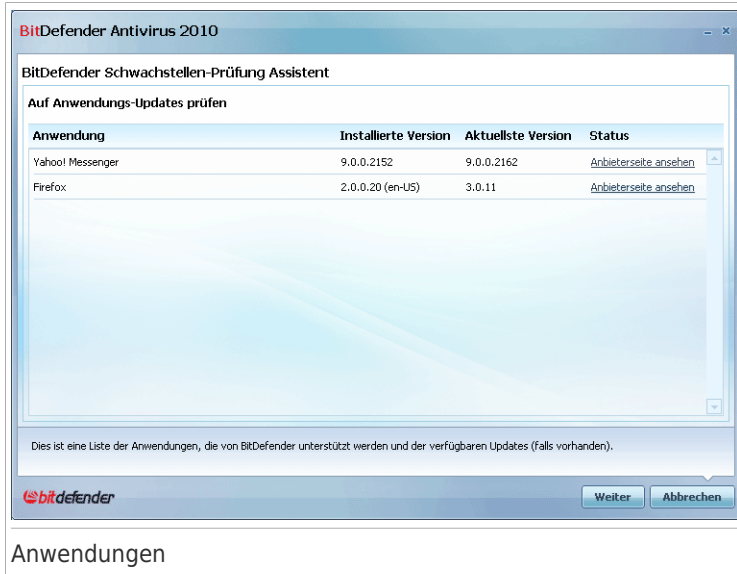 BitDefender Antivirus 2010
BitDefender Schwachstellen-Prüfung Assistent
Auf Anwendungs-Updates prüfen
Anwendung Installierte Version Aktuellste Version Status
Yahoo! Messenger 9.0.0.2152 9.0.0.2162 Anbieterseite ansehen
Firefox 2.0.0.20 (en-US) 3.0.11 Anbieterseite ansehen
Dies ist eine Liste der Anwendungen, die von BitDefender unterstützt werden und der verfügbaren Updates (falls vorhanden).
bitdefender Weiter Abbrechen
Anwendungen